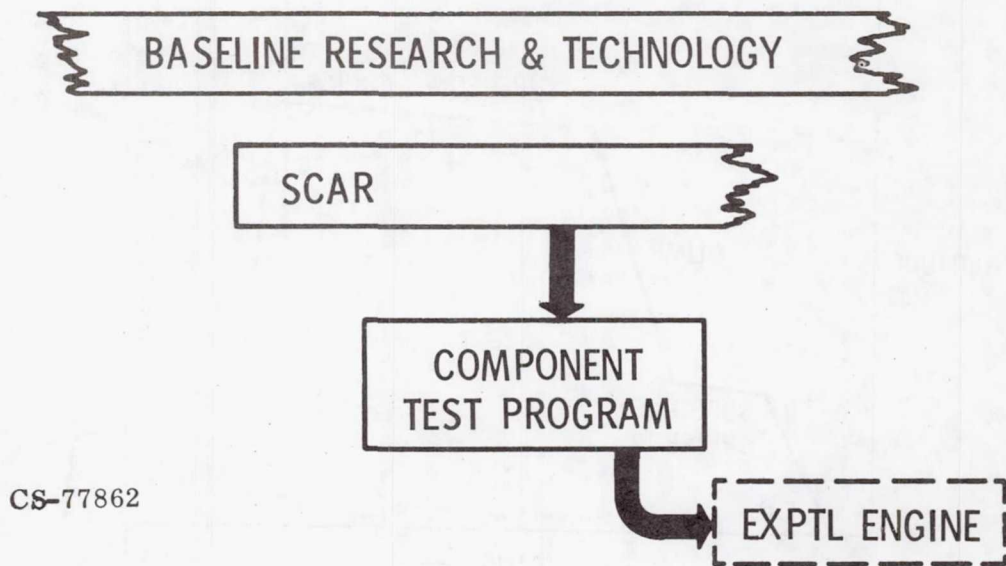 BASELINE RESEARCH & TECHNOLOGY
SCAR
COMPONENT
TEST PROGRAM
CS-77862
EXPTL ENGINE